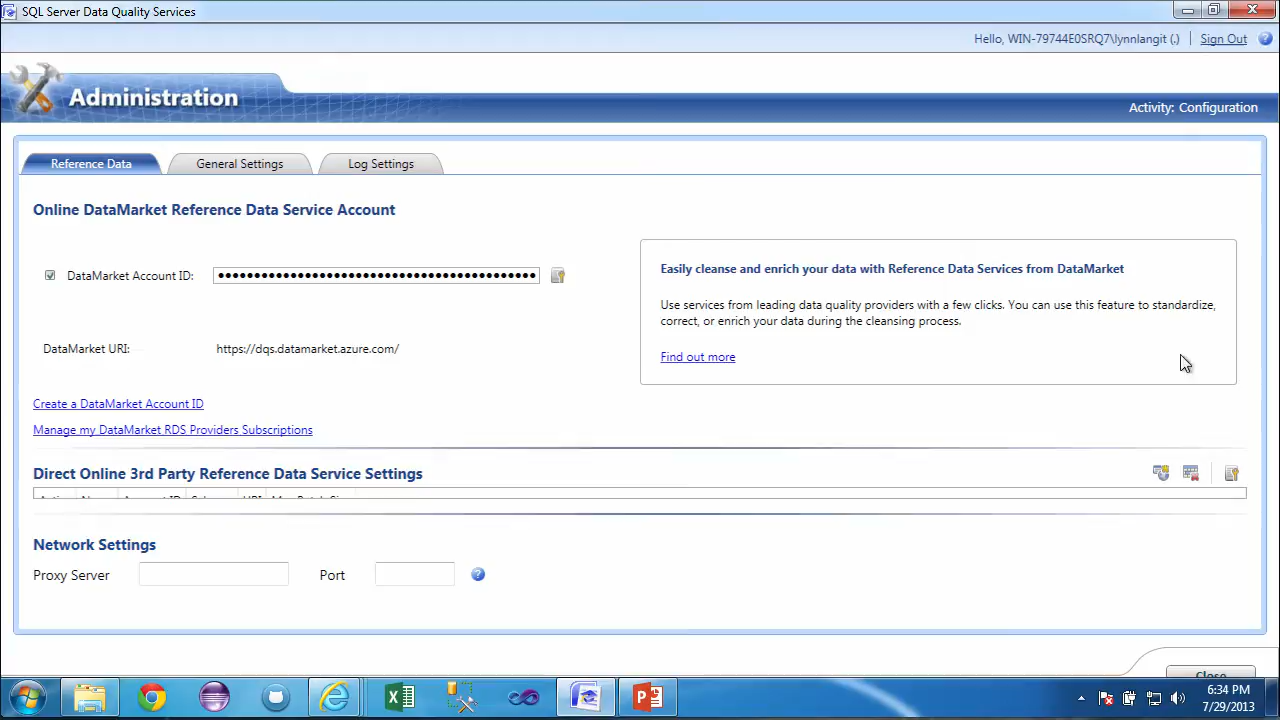 SQL Server Data Quality Services
Hello, WIN-79744E0SRQ7\lynnlangit (.) Sign Out
Administration
Activity: Configuration
Reference Data General Settings Log Settings
Online DataMarket Reference Data Service Account
DataMarket Account ID:
Easily cleanse and enrich your data with Reference Data Services from DataMarket
Use services from leading data quality providers with a few clicks. You can use this feature to standardize,
correct, or enrich your data during the cleansing process.
DataMarket URI: https://dqs.datamarket.azure.com/
Find out more
Create a DataMarket Account ID
Manage my DataMarket RDS Providers Subscriptions
Direct Online 3rd Party Reference Data Service Settings
Network Settings
Proxy Server Port
Close
6:34 PM
7/29/2013